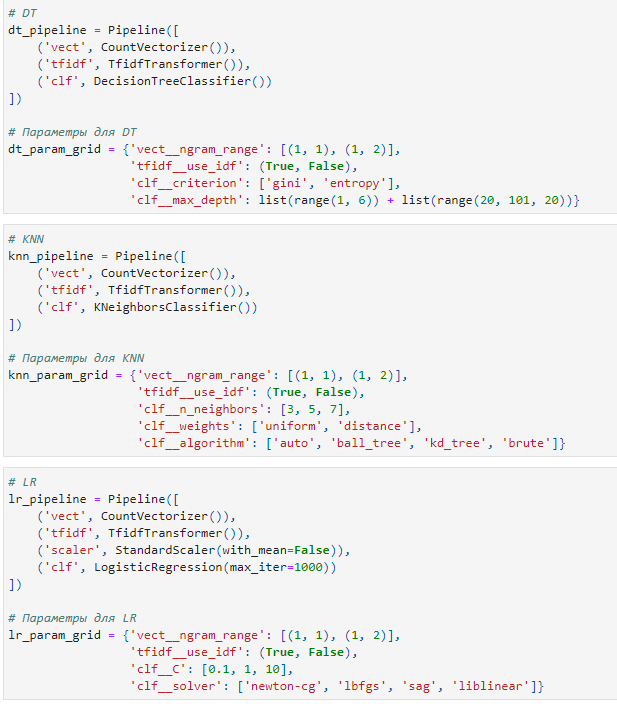 # DT
dt_pipeline = Pipeline([
    ('vect', CountVectorizer()),
    ('tfidf', TfidfTransformer()),
    ('clf', DecisionTreeClassifier())
])

# Параметры для DT
dt_param_grid = {'vect__ngram_range': [(1, 1), (1, 2)],
                 'tfidf__use_idf': (True, False),
                 'clf__criterion': ['gini', 'entropy'],
                 'clf__max_depth': list(range(1, 6)) + list(range(20, 101, 20))}

# KNN
knn_pipeline = Pipeline([
    ('vect', CountVectorizer()),
    ('tfidf', TfidfTransformer()),
    ('clf', KNeighborsClassifier())
])

# Параметры для KNN
knn_param_grid = {'vect__ngram_range': [(1, 1), (1, 2)],
                  'tfidf__use_idf': (True, False),
                  'clf__n_neighbors': [3, 5, 7],
                  'clf__weights': ['uniform', 'distance'],
                  'clf__algorithm': ['auto', 'ball_tree', 'kd_tree', 'brute']}

# LR
lr_pipeline = Pipeline([
    ('vect', CountVectorizer()),
    ('tfidf', TfidfTransformer()),
    ('scaler', StandardScaler(with_mean=False)),
    ('clf', LogisticRegression(max_iter=1000))
])

# Параметры для LR
lr_param_grid = {'vect__ngram_range': [(1, 1), (1, 2)],
                 'tfidf__use_idf': (True, False),
                 'clf__C': [0.1, 1, 10],
                 'clf__solver': ['newton-cg', 'lbfgs', 'sag', 'liblinear']}